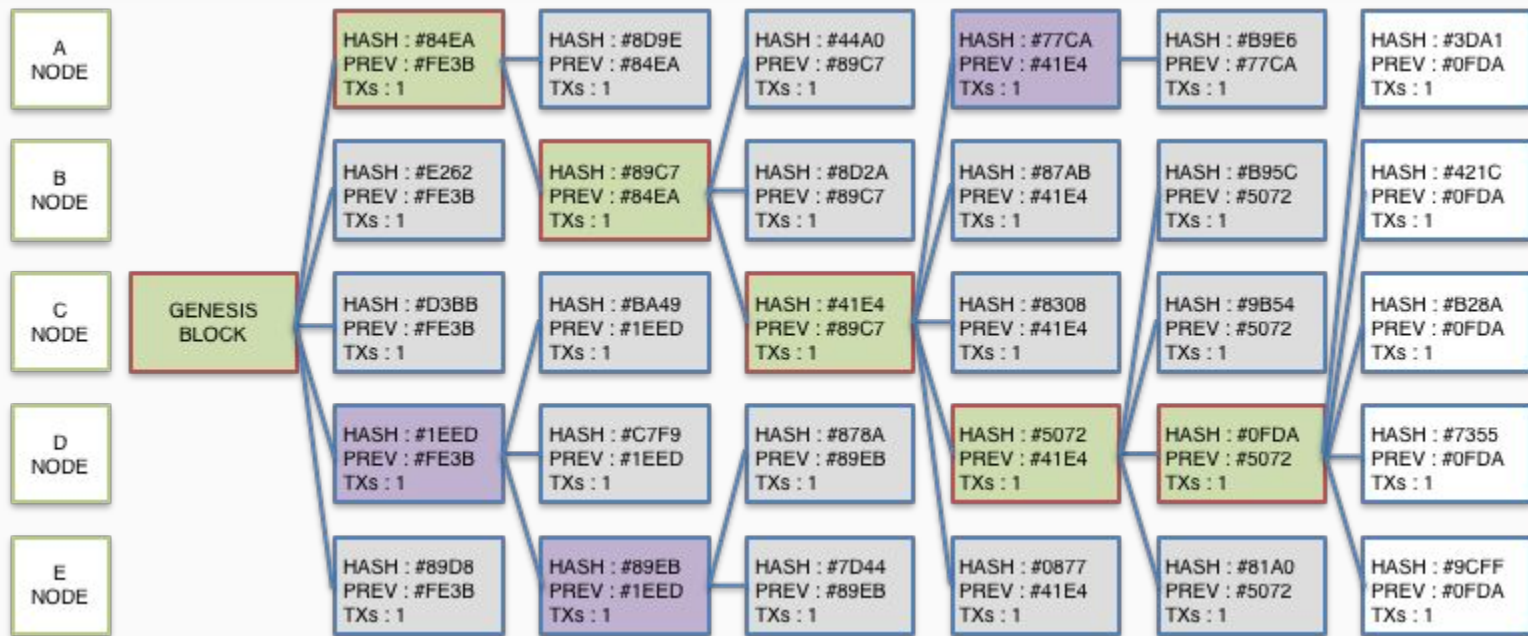 A
NODE
HASH : #84EA
PREV : #FE3B
TXs : 1
HASH : #8D9E
PREV : #84EA
TXs : 1
HASH : #44A0
PREV : #89C7
TXs : 1
HASH : #77CA
PREV : #41E4
TXs : 1
HASH : #B9E6
PREV : #77CA
TXs : 1
HASH : #3DA1
PREV : #0FDA
TXs : 1
B
NODE
HASH : #E262
PREV : #FE3B
TXs : 1
HASH : #89C7
PREV : #84EA
TXs : 1
HASH : #8D2A
PREV : #89C7
TXs : 1
HASH : #87AB
PREV : #41E4
TXs : 1
HASH : #B95C
PREV : #5072
TXs : 1
HASH : #421C
PREV : #0FDA
TXs : 1
C
NODE
GENESIS
BLOCK
HASH : #D3BB
PREV : #FE3B
TXs : 1
HASH : #BA49
PREV : #1EED
TXs : 1
HASH : #41E4
PREV : #89C7
TXs : 1
HASH : #8308
PREV : #41E4
TXs : 1
HASH : #9B54
PREV : #5072
TXs : 1
HASH : #B28A
PREV : #0FDA
TXs : 1
D
NODE
HASH : #1EED
PREV : #FE3B
TXs : 1
HASH : #C7F9
PREV : #1EED
TXs : 1
HASH : #878A
PREV : #89EB
TXs : 1
HASH : #5072
PREV : #41E4
TXs : 1
HASH : #0FDA
PREV : #5072
TXs : 1
HASH : #7355
PREV : #0FDA
TXs : 1
E
NODE
HASH : #89D8
PREV : #FE3B
TXs : 1
HASH : #89EB
PREV : #1EED
TXs : 1
HASH : #7D44
PREV : #89EB
TXs : 1
HASH : #0877
PREV : #41E4
TXs : 1
HASH : #81A0
PREV : #5072
TXs : 1
HASH : #9CFF
PREV : #0FDA
TXs : 1